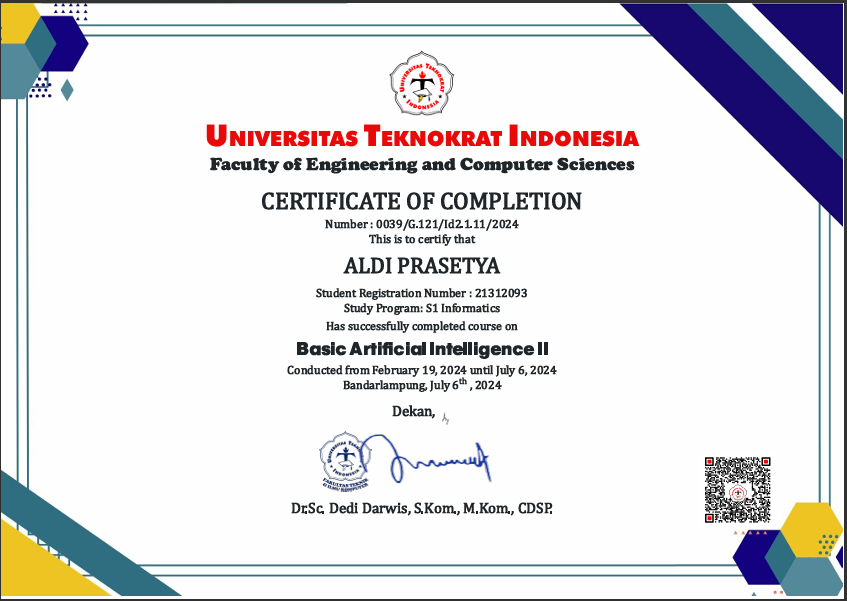 UNIVERSITAS TEKNOKRAT INDONESIA
UNIVERSITAS TEKNOKRAT INDONESIA
Faculty of Engineering and Computer Sciences
CERTIFICATE OF COMPLETION
Number : 0039/G.121/Id2.1.11/2024
This is to certify that
ALDI PRASETYA
Student Registration Number : 21312093
Study Program: S1 Informatics
Has successfully completed course on
Basic Artificial Intelligence II
Conducted from February 19, 2024 until July 6, 2024
Bandarlampung, July 6th , 2024
Dekan,
UNIVERSITAS TEKNOKRAT INDONESIA
FAKULTAS TEKNIK
& ILMU KOMPUTER
Dr.Sc. Dedi Darwis, S.Kom., M.Kom., CDSP.